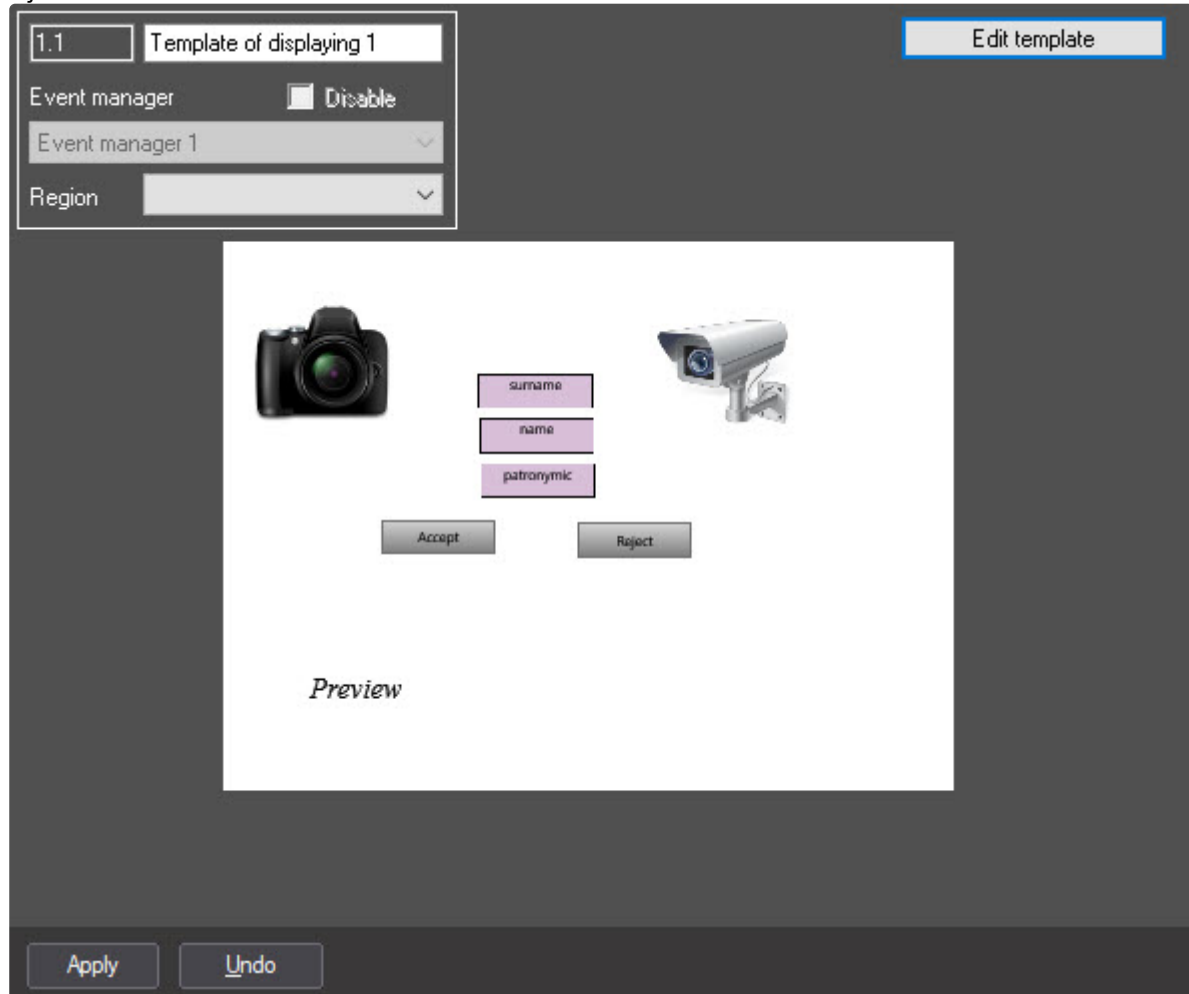 1.1 Template of displaying 1 Edit template
Event manager Disable
Event manager 1
Region
surname
name
patronymic
Accept Reject
Preview
Apply Undo